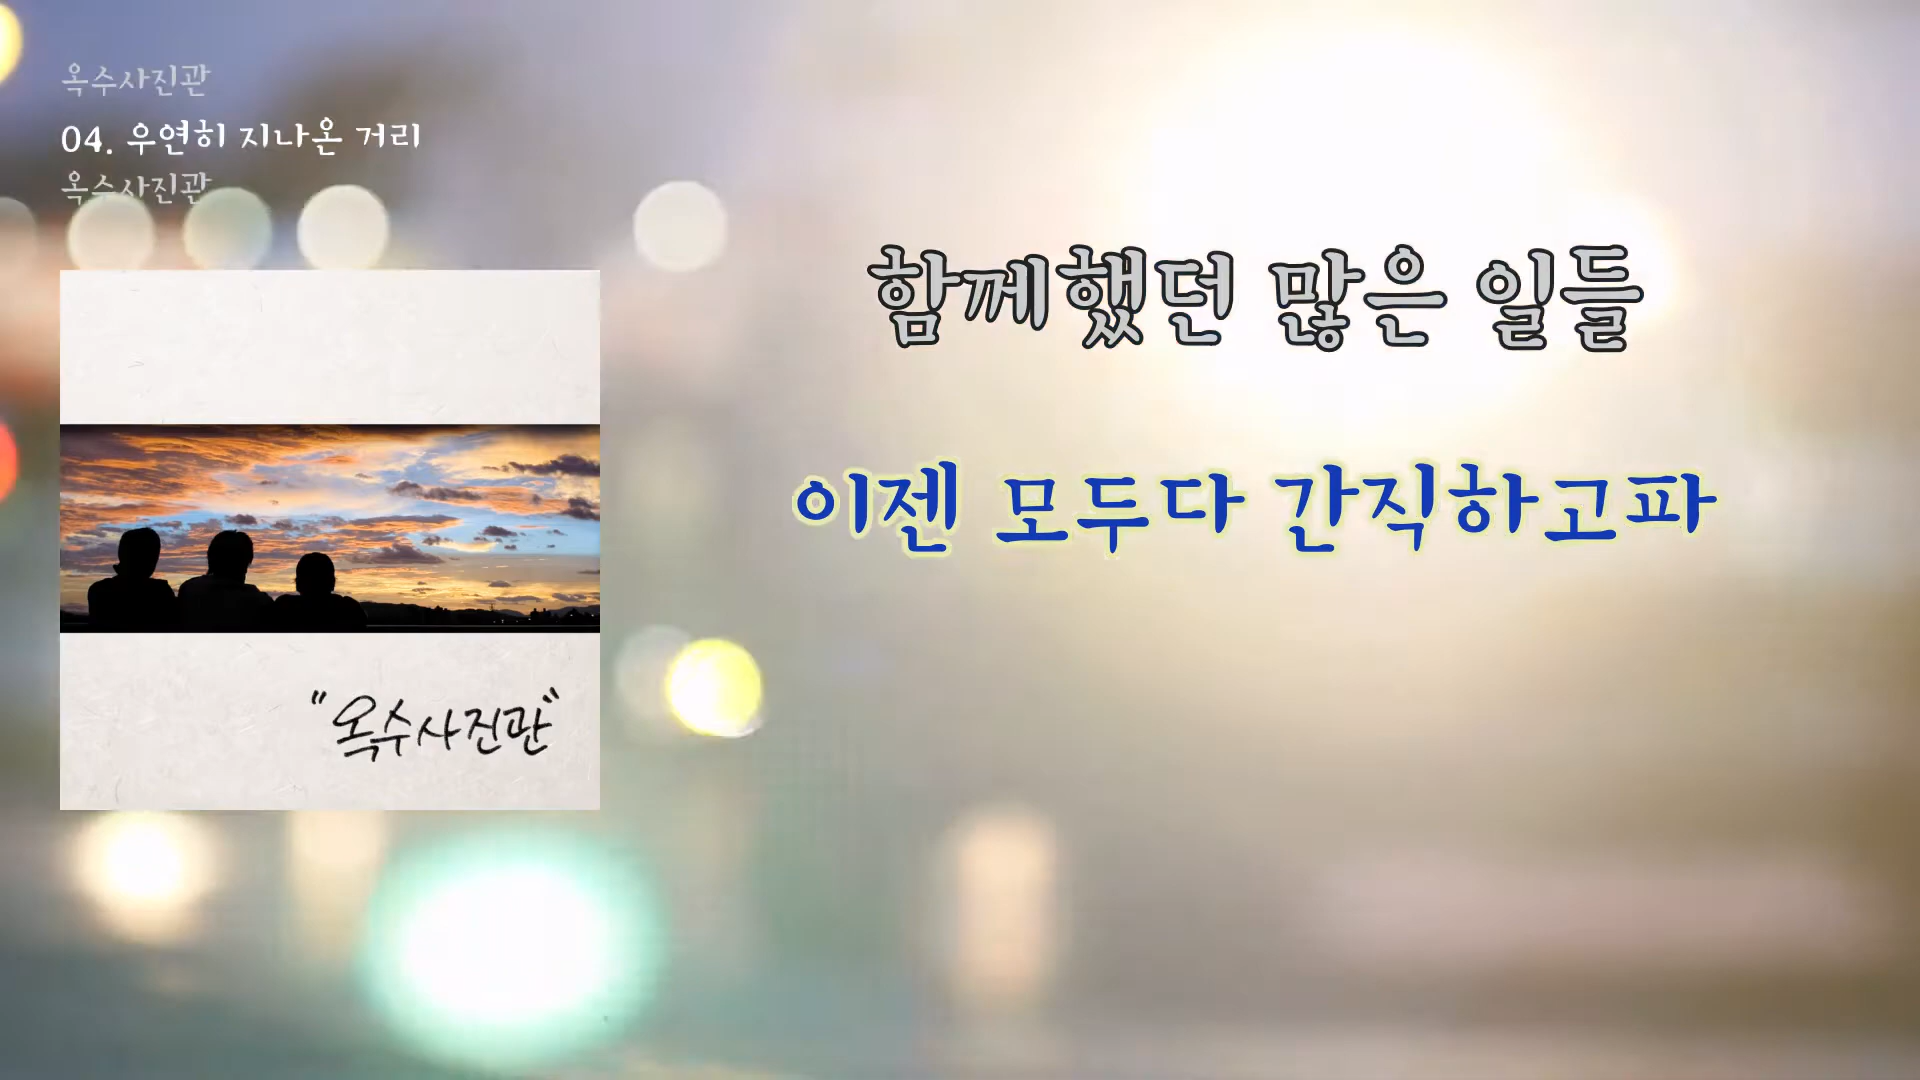 옥수사진관
04. 우연히 지나온 거리
옥수사진관
함께했던 많은 일들
이젠 모두다 간직하고파
"옥수사진관"